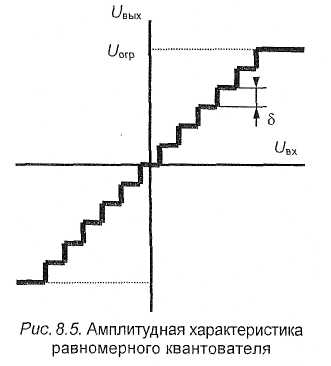 Uвых
Uогр
δ
Uвх
Рис. 8.5. Амплитудная характеристика
равномерного квантователя